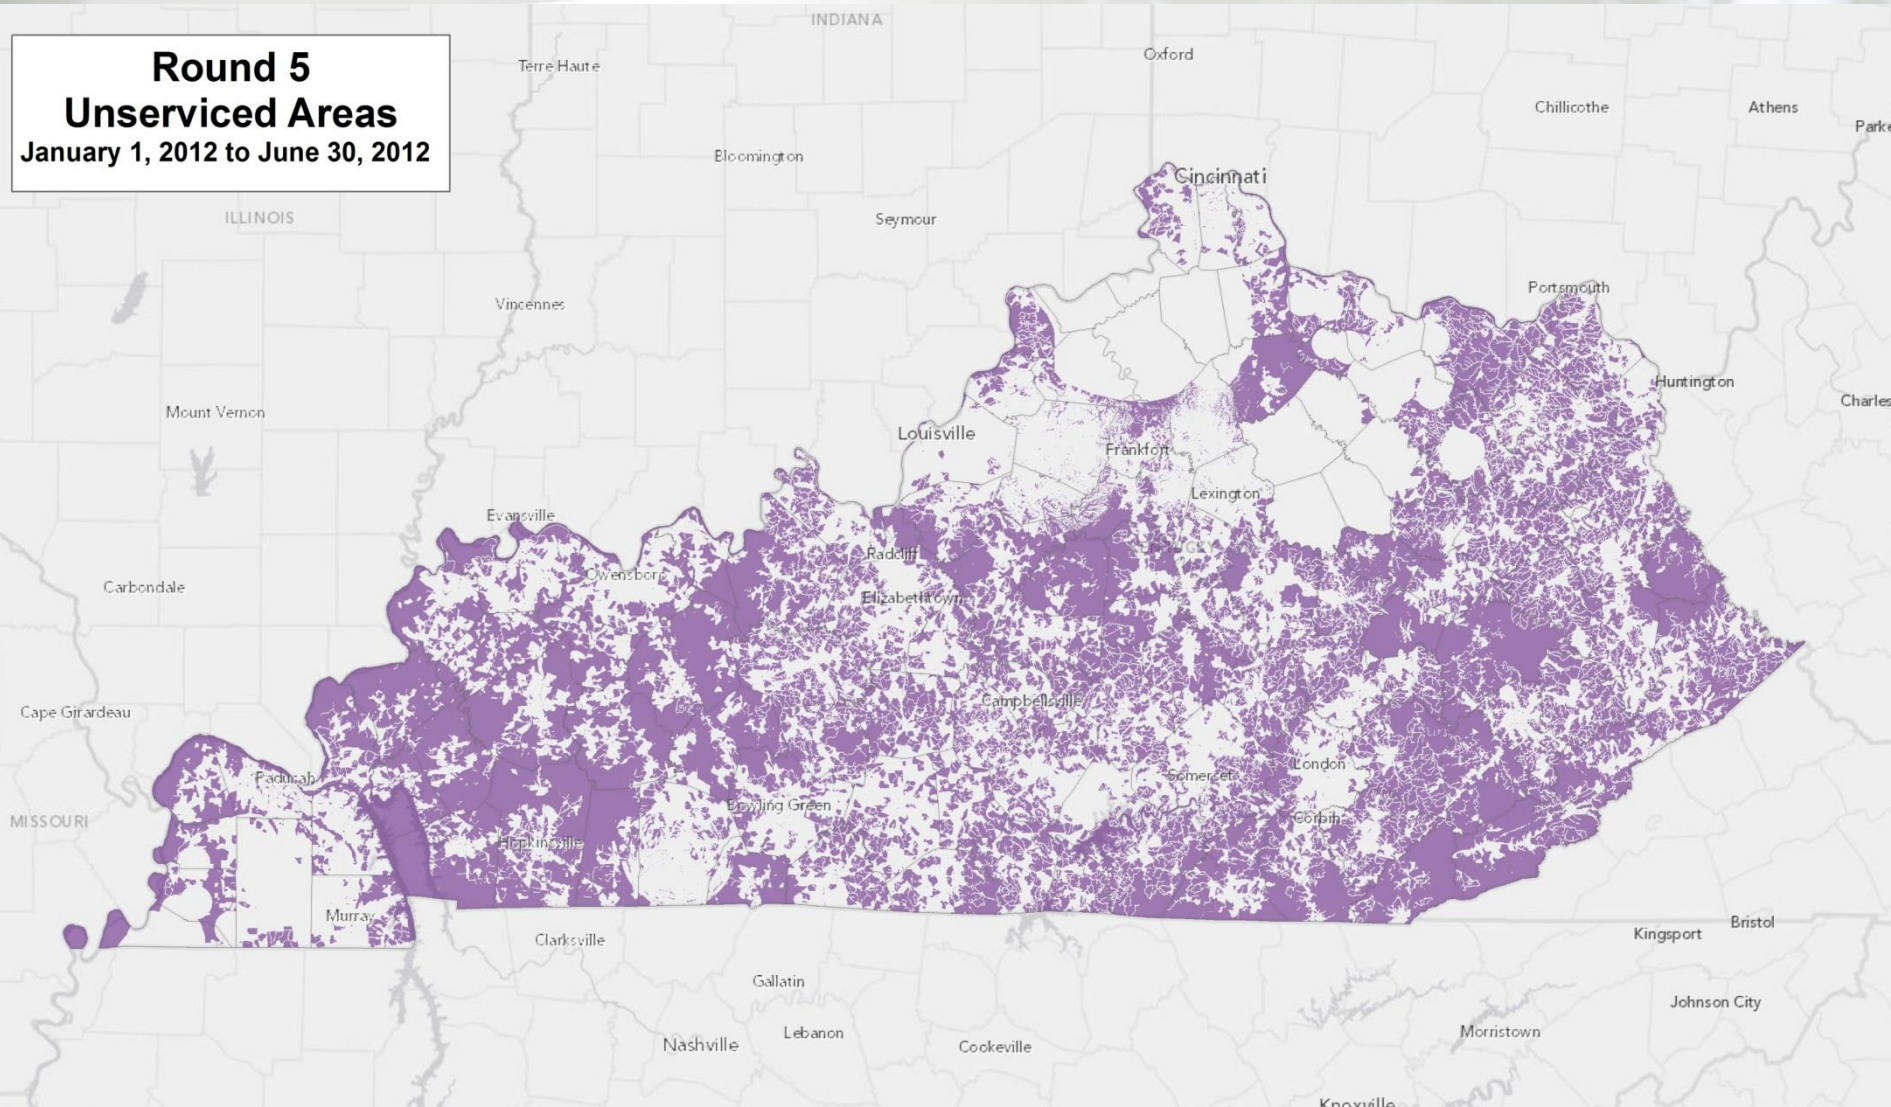 Round 5
Unserviced Areas
January 1, 2012 to June 30, 2012
INDIANA
Oxford
Terre Haute
Chillicothe
Athens
Bloomington
Cincinnati
ILLINOIS
Seymour
Portsmouth
Vincennes
Huntington
Mount Vernon
Louisville
Frankfort
Lexington
Evansville
Radcliff
KENTUCKY
Owensboro
Carbondale
Elizabethtown
Campbellsville
Cape Girardeau
London
Paducah
Somerset
Bowling Green
MISSOURI
Corbin
Hopkinsville
Murray
Bristol
Kingsport
Clarksville
Gallatin
Johnson City
Lebanon
Morristown
Nashville
Cookeville
Knoxville